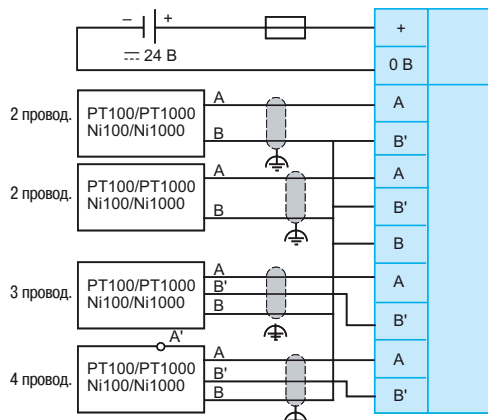 – + +
⎓ 24 В 0 В
2 провод. PT100/PT1000 A A
Ni100/Ni1000 B B'
2 провод. PT100/PT1000 A A
Ni100/Ni1000 B B'
B
3 провод. PT100/PT1000 A A
Ni100/Ni1000 B'
B B'
A'
4 провод. PT100/PT1000 A A
Ni100/Ni1000 B' B'
B